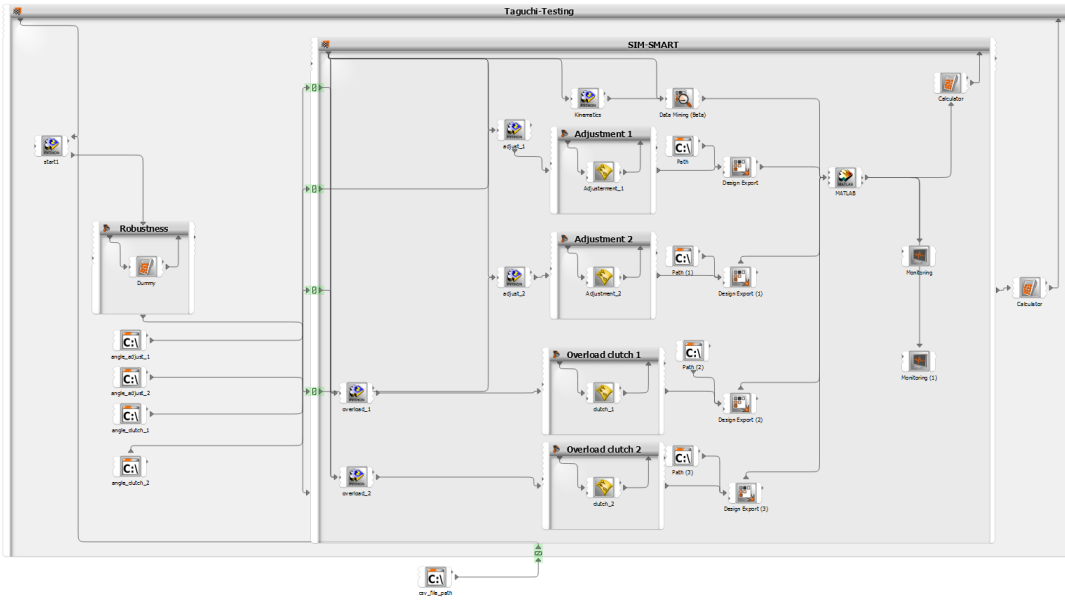 Taguchi-Testing
SIM-SMART
Calculator
Kinematics
Data Mining (Beta)
start1
adjust_1
Adjustment 1
C:\
Path
Adjusterment_1
Design Export
MATLAB
Robustness
Dummy
Adjustment 2
C:\
Path (1)
adjust_2
Adjustment_2
Design Export (1)
Monitoring
Calculator
C:\
angle_adjust_1
C:\
angle_adjust_2
C:\
angle_clutch_1
C:\
angle_clutch_2
Overload clutch 1
C:\
Path (2)
overload_1
clutch_1
Design Export (2)
Monitoring (1)
Overload clutch 2
C:\
Path (3)
overload_2
clutch_2
Design Export (3)
C:\
csv_file_path